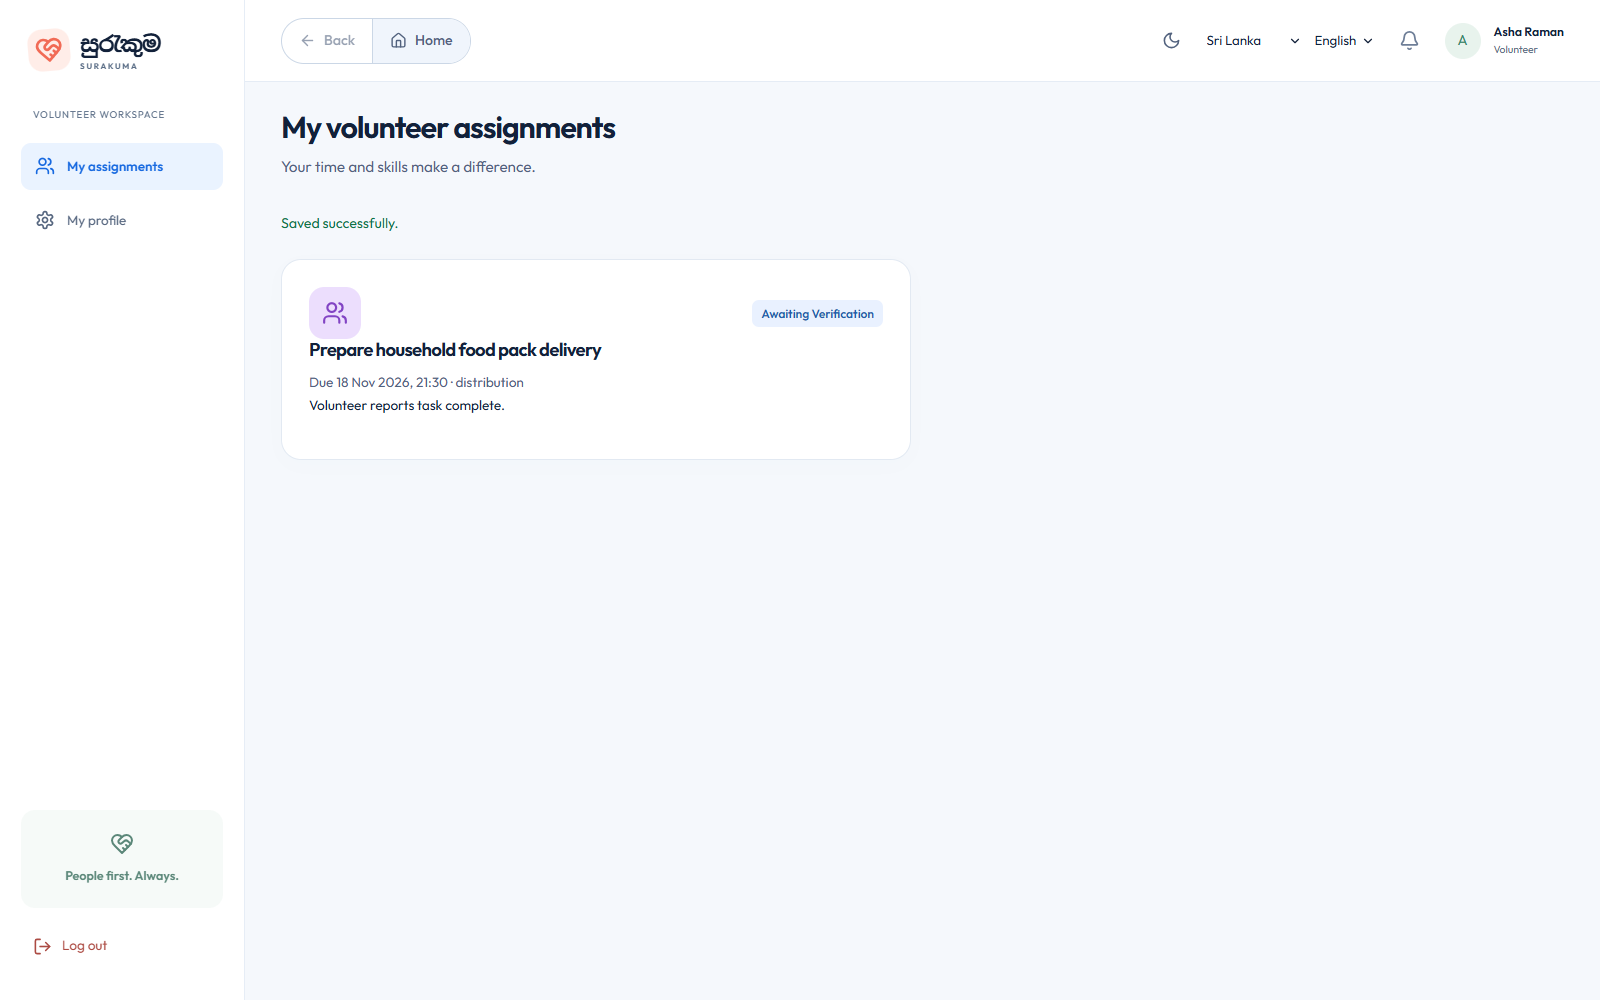 සුරැකුම
SURAKUMA
VOLUNTEER WORKSPACE
My assignments
My profile
People first. Always.
Log out
Back
Home
Sri Lanka
English
A
Asha Raman
Volunteer
My volunteer assignments
Your time and skills make a difference.
Saved successfully.
Awaiting Verification
Prepare household food pack delivery
Due 18 Nov 2026, 21:30 · distribution
Volunteer reports task complete.